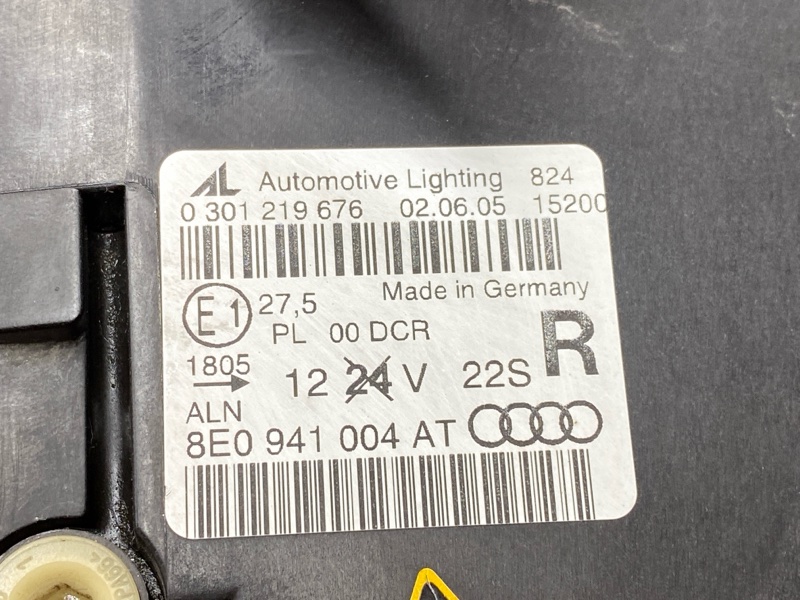 AL Automotive Lighting 824
0 301 219 676 02.06.05 15200
E1 27,5 Made in Germany
PL 00 DCR R
1805
12 24 V 22S
ALN
8E0 941 004 AT